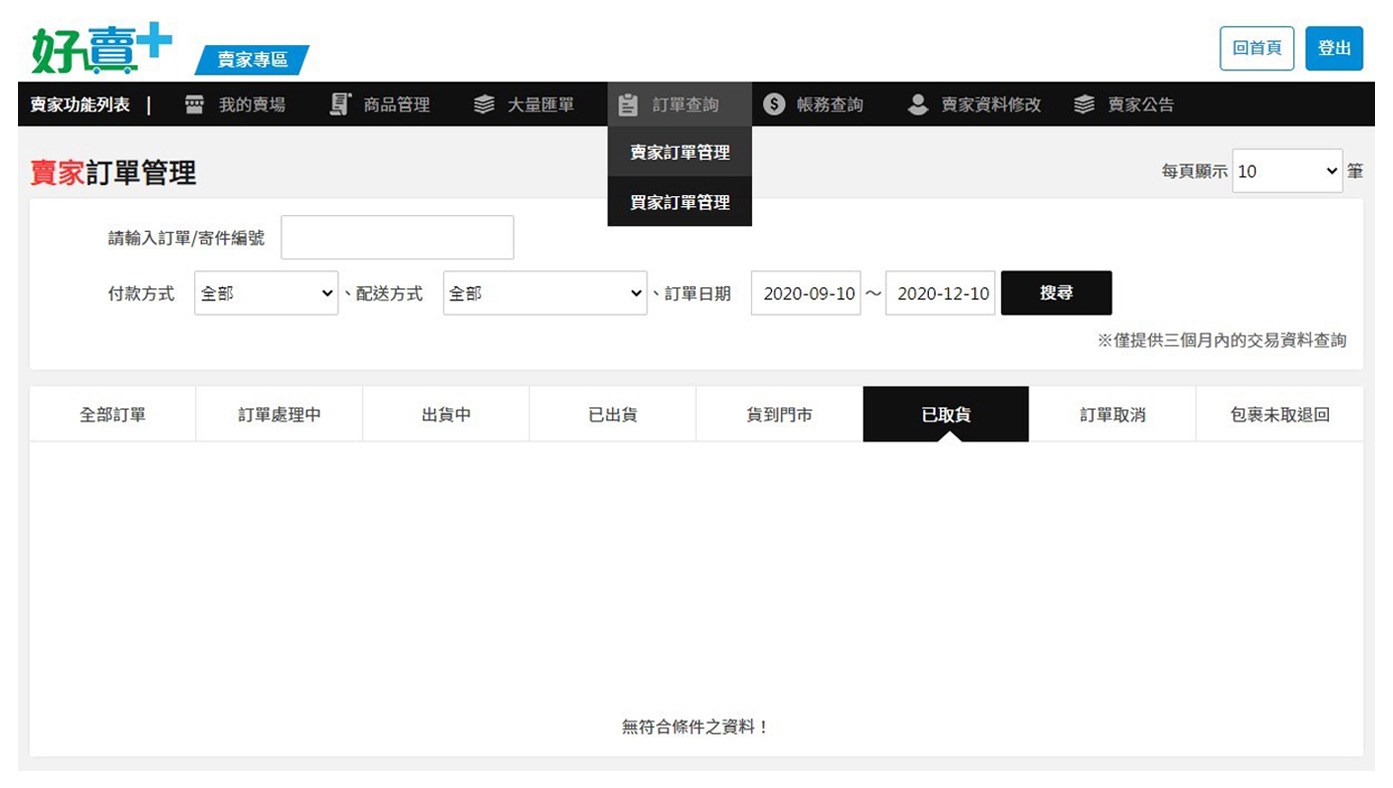 好賣+
賣家專區
回首頁
登出
賣家功能列表 | 我的賣場 商品管理 大量匯單 訂單查詢 帳務查詢 賣家資料修改 賣家公告
賣家訂單管理
買家訂單管理
賣家訂單管理
每頁顯示 10 筆
請輸入訂單/寄件編號
付款方式 全部 、配送方式 全部 、訂單日期 2020-09-10 ～ 2020-12-10 搜尋
※僅提供三個月內的交易資料查詢
全部訂單 訂單處理中 出貨中 已出貨 貨到門市 已取貨 訂單取消 包裹未取退回
無符合條件之資料！